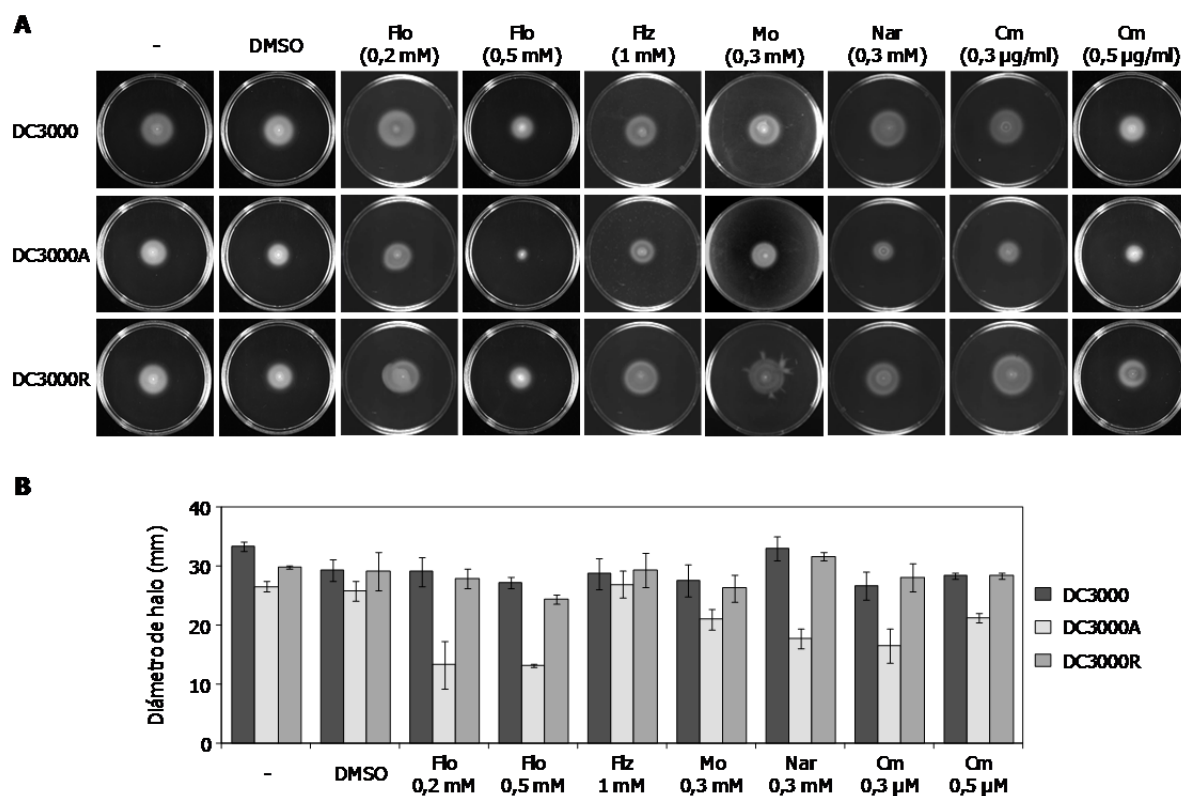 A
- DMSO Flo Flo Flz Mo Nar Cm Cm
(0,2 mM) (0,5 mM) (1 mM) (0,3 mM) (0,3 mM) (0,3 µg/ml) (0,5 µg/ml)
DC3000
DC3000A
DC3000R
B
Diámetro de halo (mm)
40
30
20
10
0
- DMSO Flo Flo Flz Mo Nar Cm Cm
0,2 mM 0,5 mM 1 mM 0,3 mM 0,3 mM 0,3 µM 0,5 µM
DC3000
DC3000A
DC3000R